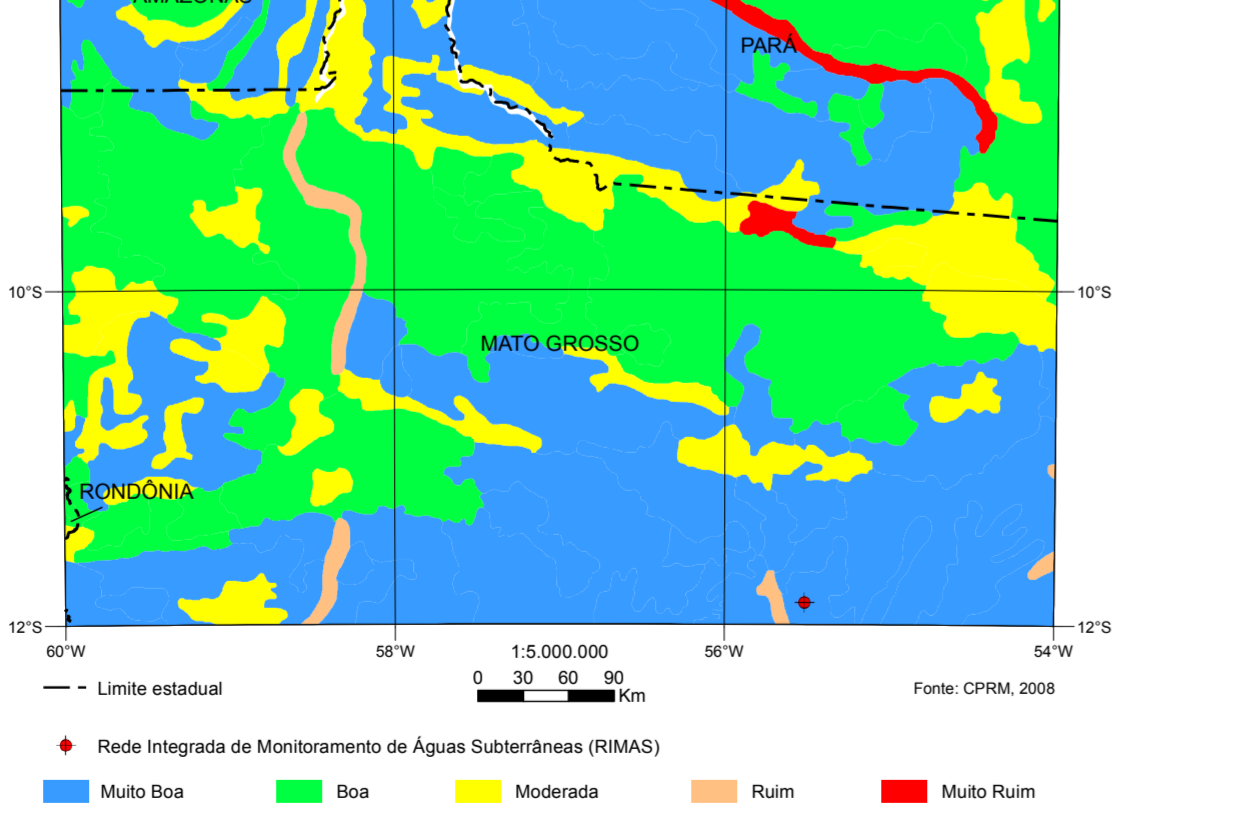 AMAZONAS
PARÁ
10°S
10°S
MATO GROSSO
RONDÔNIA
12°S
12°S
60°W
58°W
1:5.000.000
56°W
54°W
0 30 60 90
Km
Limite estadual
Fonte: CPRM, 2008
Rede Integrada de Monitoramento de Águas Subterrâneas (RIMAS)
Muito Boa
Boa
Moderada
Ruim
Muito Ruim